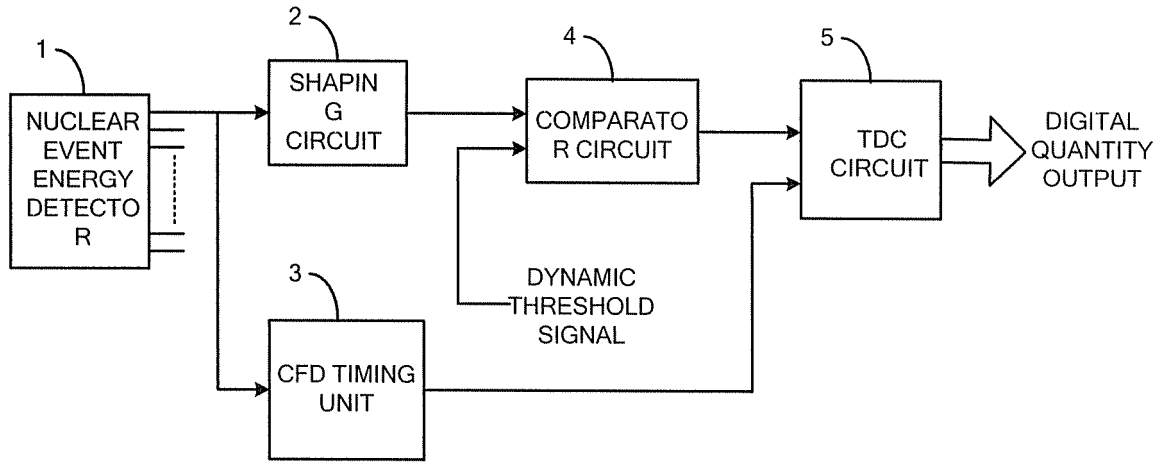 1
NUCLEAR
EVENT
ENERGY
DETECTO
R
2
SHAPIN
G
CIRCUIT
3
CFD TIMING
UNIT
4
COMPARATO
R CIRCUIT
DYNAMIC
THRESHOLD
SIGNAL
5
TDC
CIRCUIT
DIGITAL
QUANTITY
OUTPUT